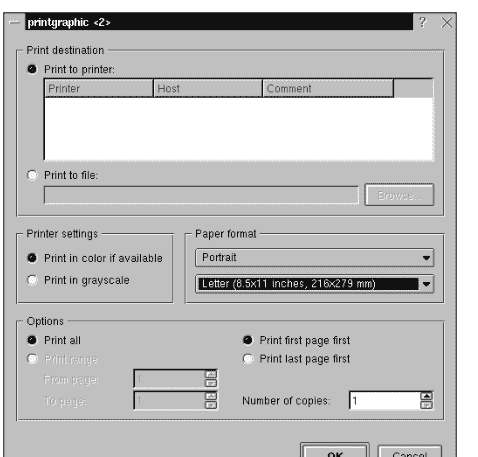 printgraphic <2>
Print destination
Print to printer:
Printer Host Comment
Print to file:
Browse...
Printer settings
Print in color if available
Print in grayscale
Paper format
Portrait
Letter (8.5x11 inches, 216x279 mm)
Options
Print all
Print range
From page: 1
To page: 1
Print first page first
Print last page first
Number of copies: 1
OK Cancel